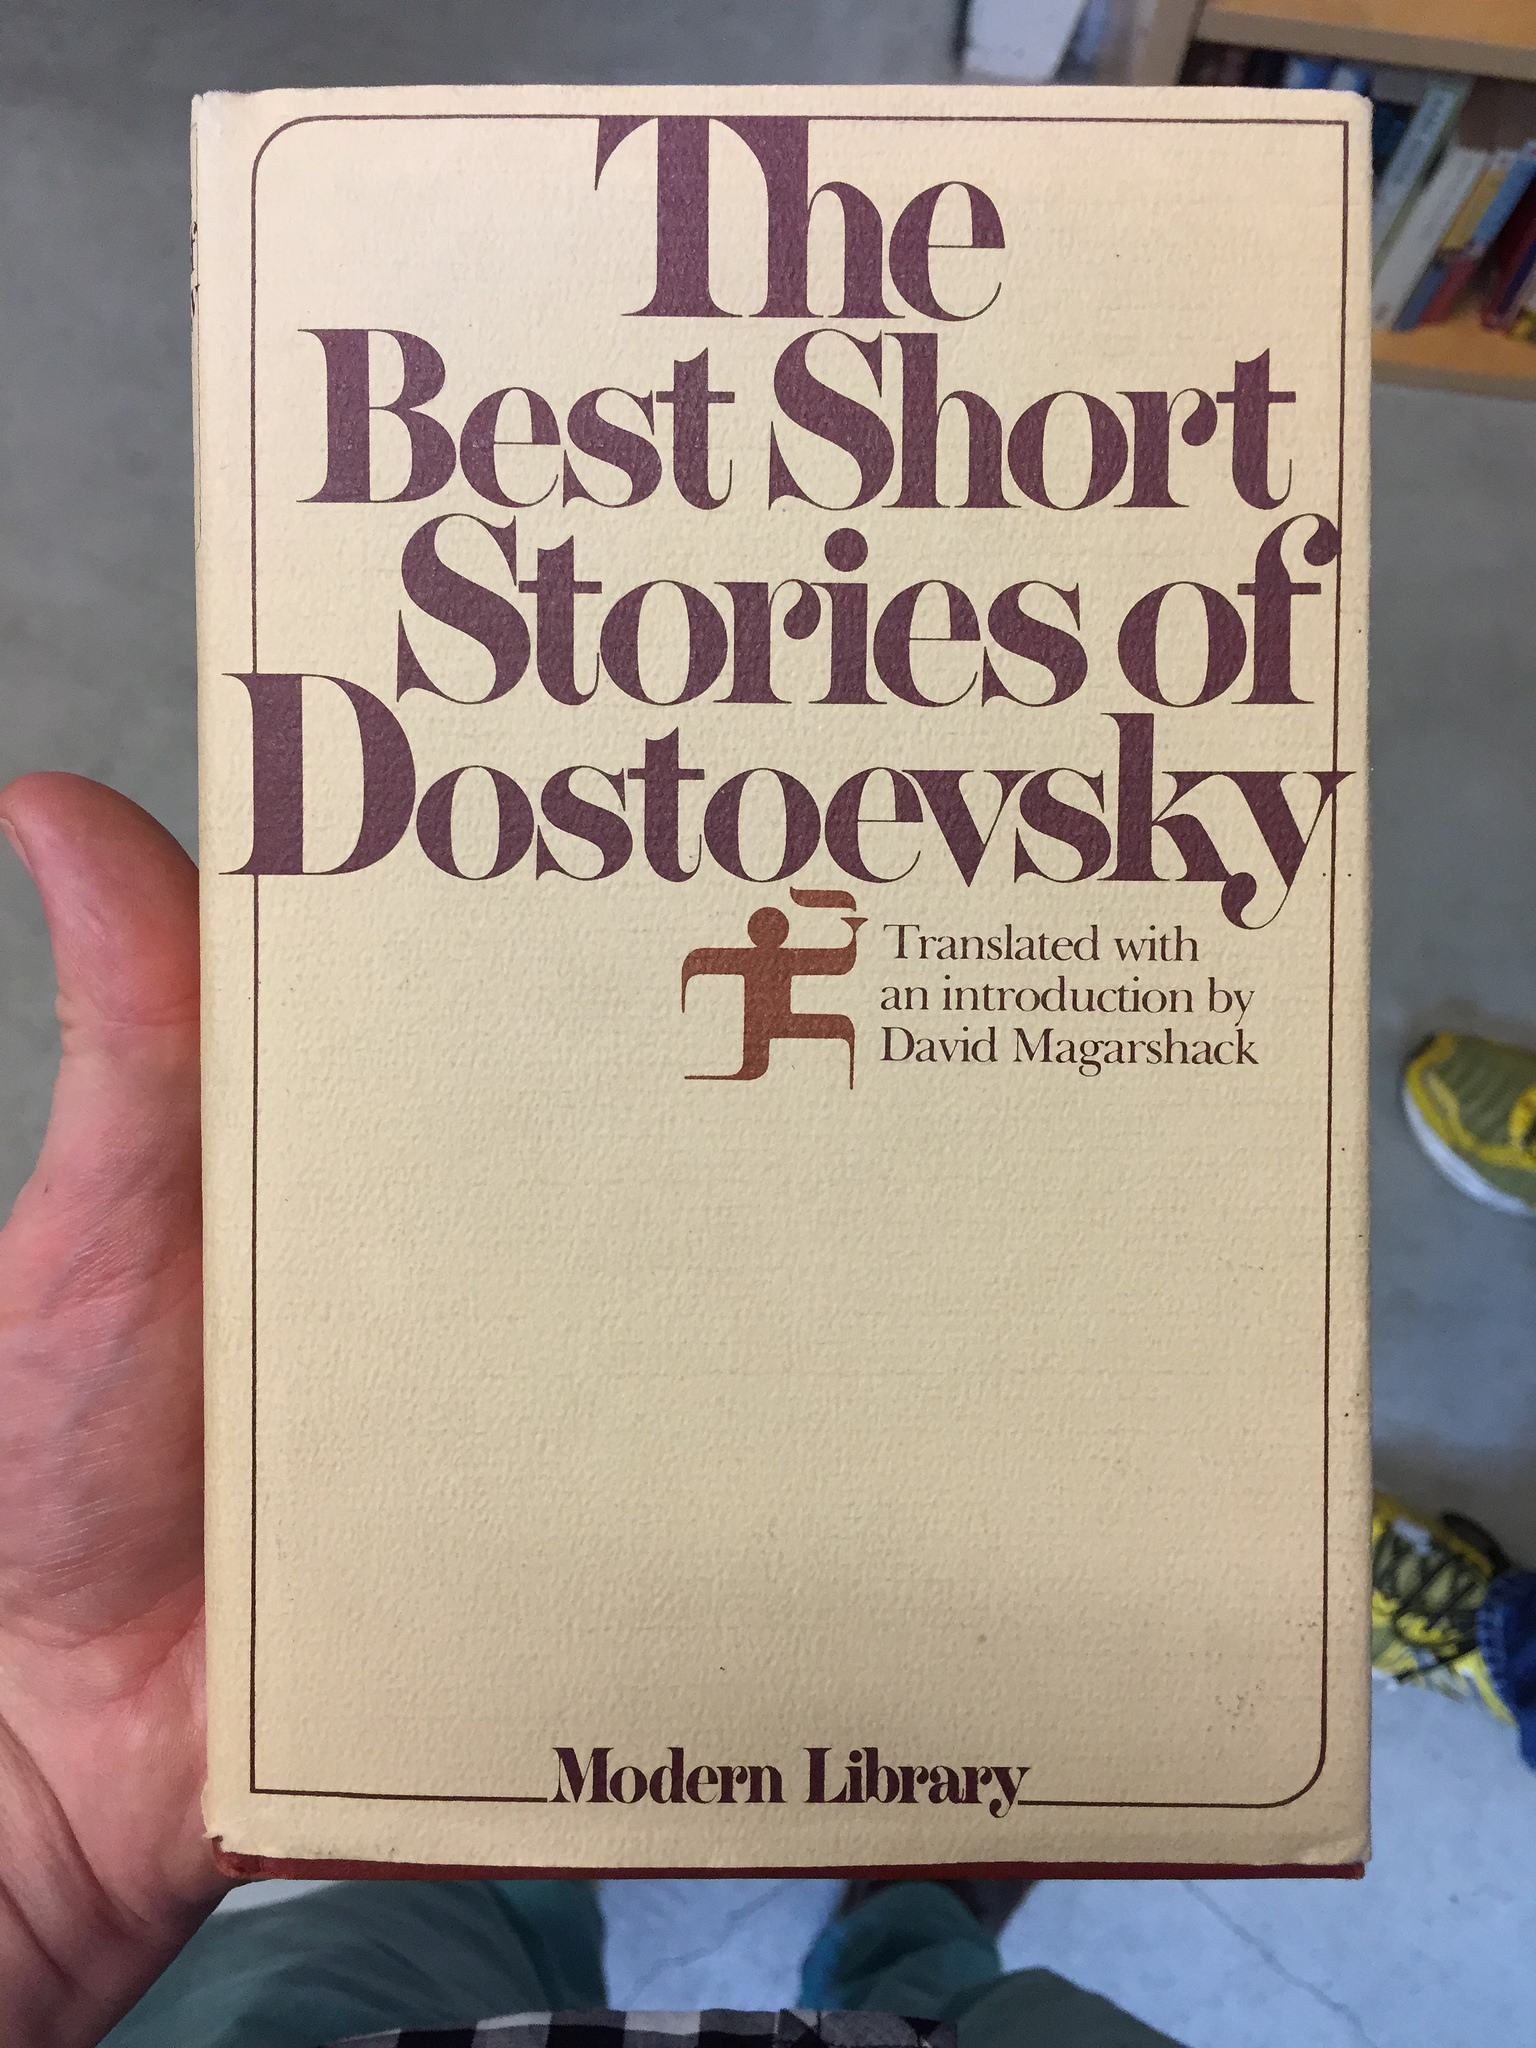 The
Best Short
Stories of
Dostoevsky
Translated with
an introduction by
David Magarshack
Modern Library